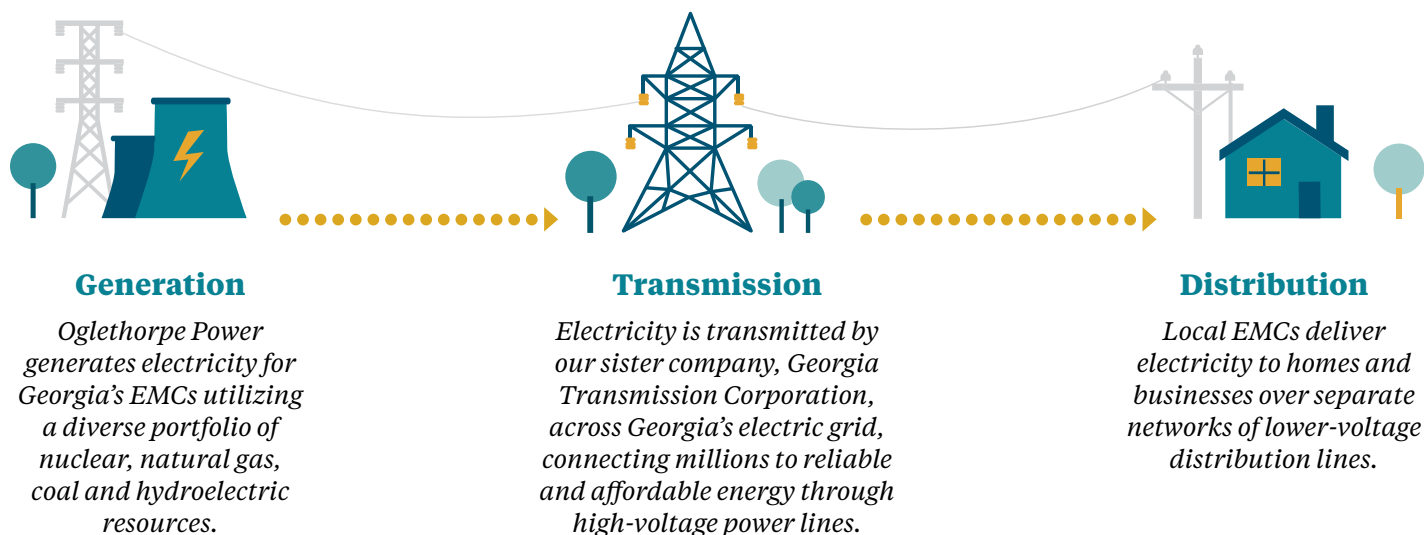 Generation
Oglethorpe Power
generates electricity for
Georgia’s EMCs utilizing
a diverse portfolio of
nuclear, natural gas,
coal and hydroelectric
resources.
Transmission
Electricity is transmitted by
our sister company, Georgia
Transmission Corporation,
across Georgia’s electric grid,
connecting millions to reliable
and affordable energy through
high-voltage power lines.
Distribution
Local EMCs deliver
electricity to homes and
businesses over separate
networks of lower-voltage
distribution lines.